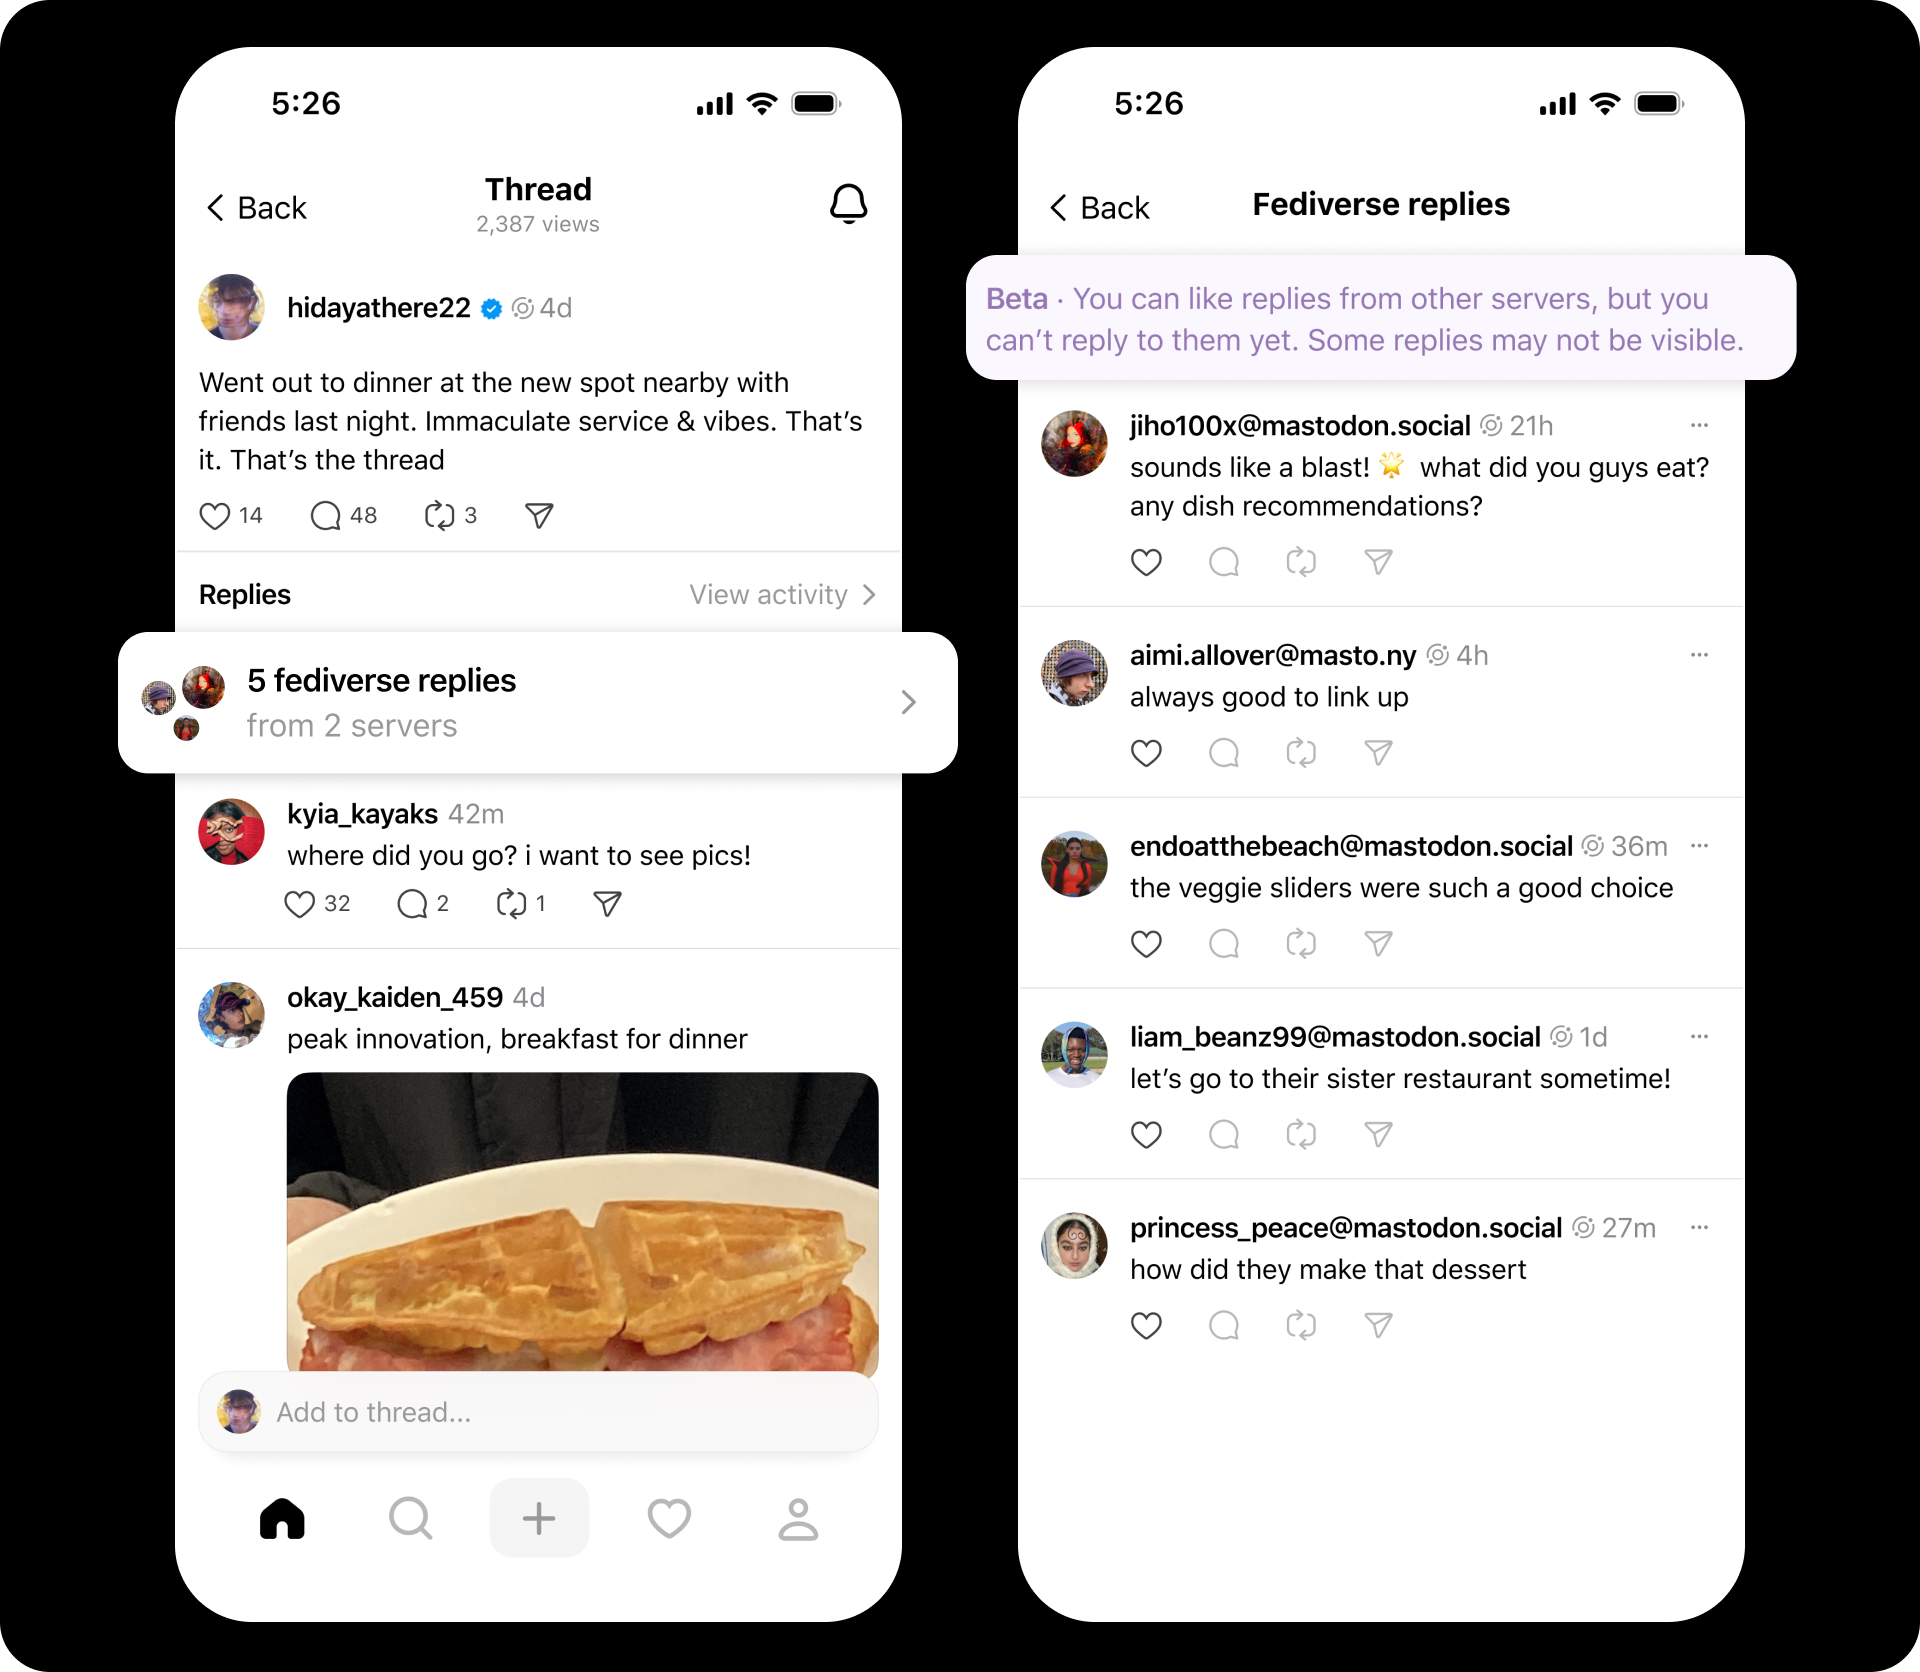 5:26
Back
Thread
2,387 views
hidayathere22 4d
Went out to dinner at the new spot nearby with
friends last night. Immaculate service & vibes. That’s
it. That’s the thread
14 48 3
Replies
View activity
5 fediverse replies
from 2 servers
kyia_kayaks 42m
where did you go? i want to see pics!
32 2 1
okay_kaiden_459 4d
peak innovation, breakfast for dinner
Add to thread...
5:26
Back
Fediverse replies
Beta · You can like replies from other servers, but you
can’t reply to them yet. Some replies may not be visible.
jiho100x@mastodon.social 21h
sounds like a blast! 🌟 what did you guys eat?
any dish recommendations?
aimi.allover@masto.ny 4h
always good to link up
endoatthebeach@mastodon.social 36m
the veggie sliders were such a good choice
liam_beanz99@mastodon.social 1d
let’s go to their sister restaurant sometime!
princess_peace@mastodon.social 27m
how did they make that dessert